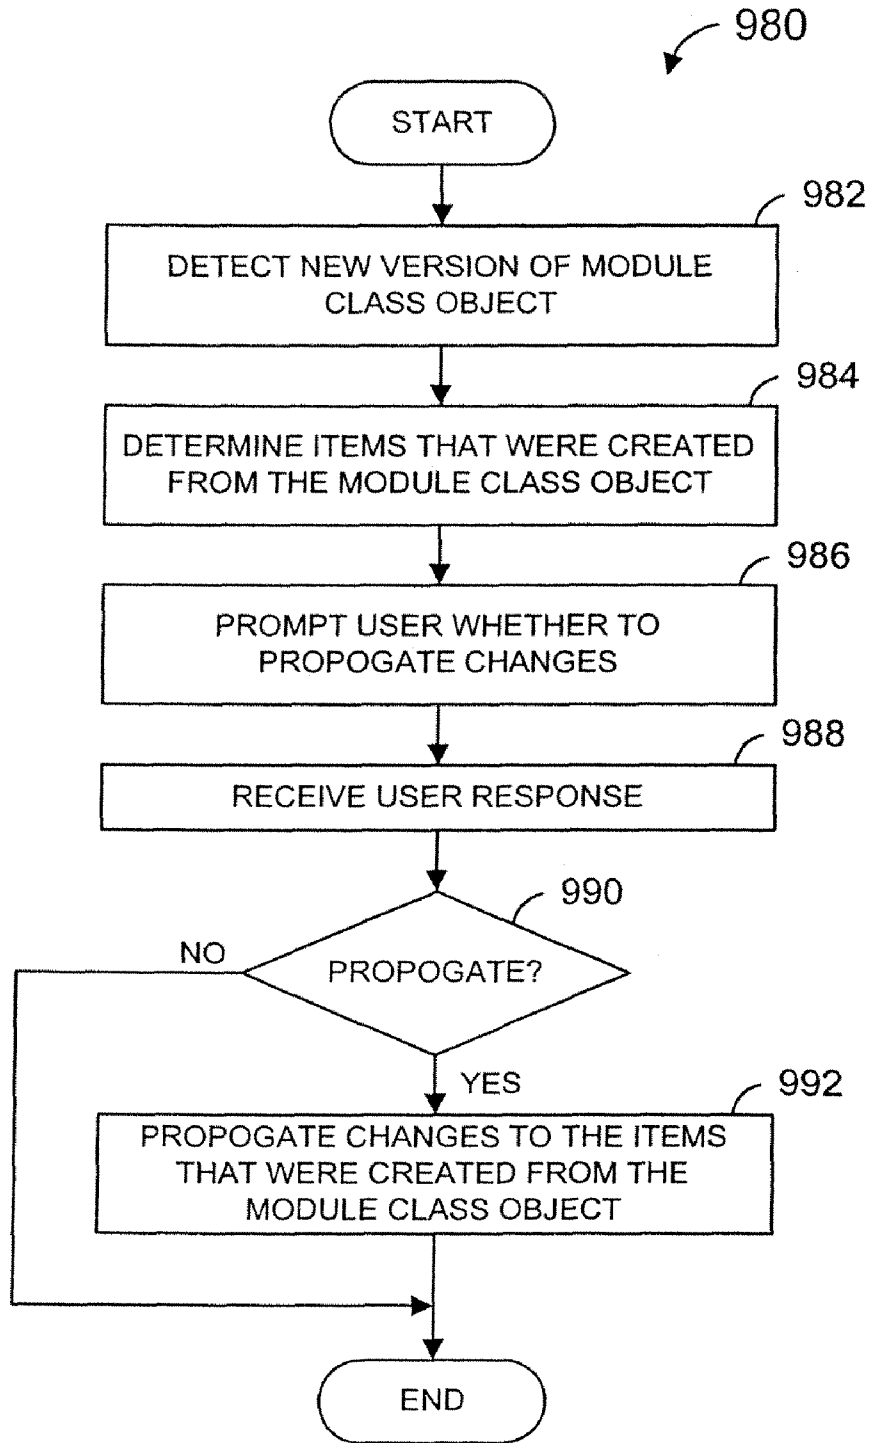 980
START
982
DETECT NEW VERSION OF MODULE
CLASS OBJECT
984
DETERMINE ITEMS THAT WERE CREATED
FROM THE MODULE CLASS OBJECT
986
PROMPT USER WHETHER TO
PROPOGATE CHANGES
988
RECEIVE USER RESPONSE
990
NO
PROPOGATE?
YES
992
PROPOGATE CHANGES TO THE ITEMS
THAT WERE CREATED FROM THE
MODULE CLASS OBJECT
END